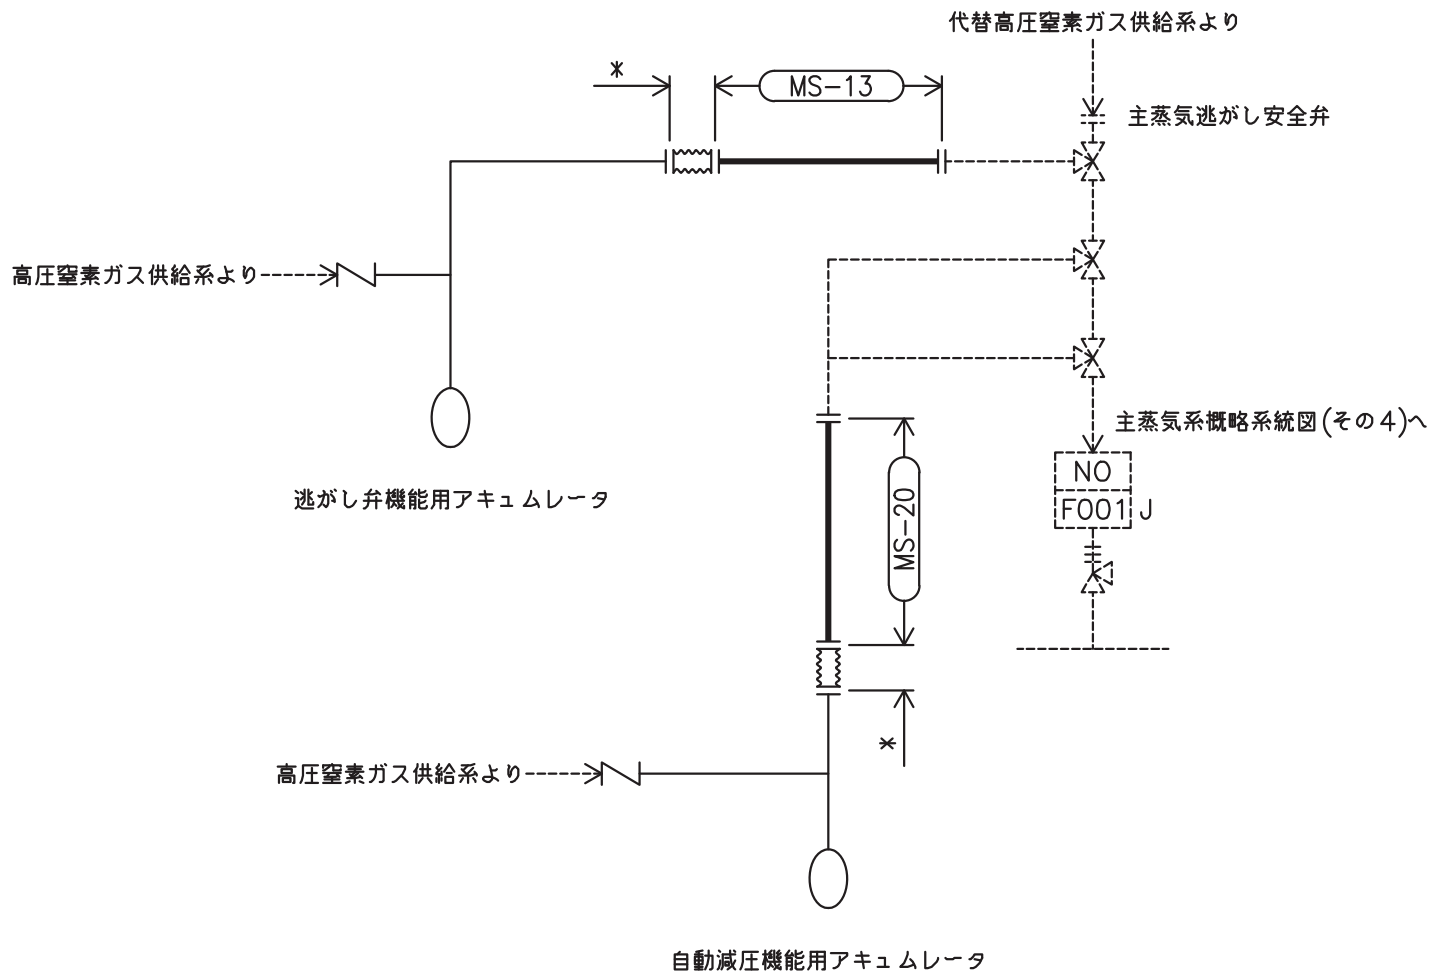 代替高圧窒素ガス供給系より
*
MS-13
主蒸気逃がし安全弁
高圧窒素ガス供給系より
主蒸気系概略系統図(その4)へ
NO
F001 J
逃がし弁機能用アキュムレータ
MS-20
*
高圧窒素ガス供給系より
自動減圧機能用アキュムレータ